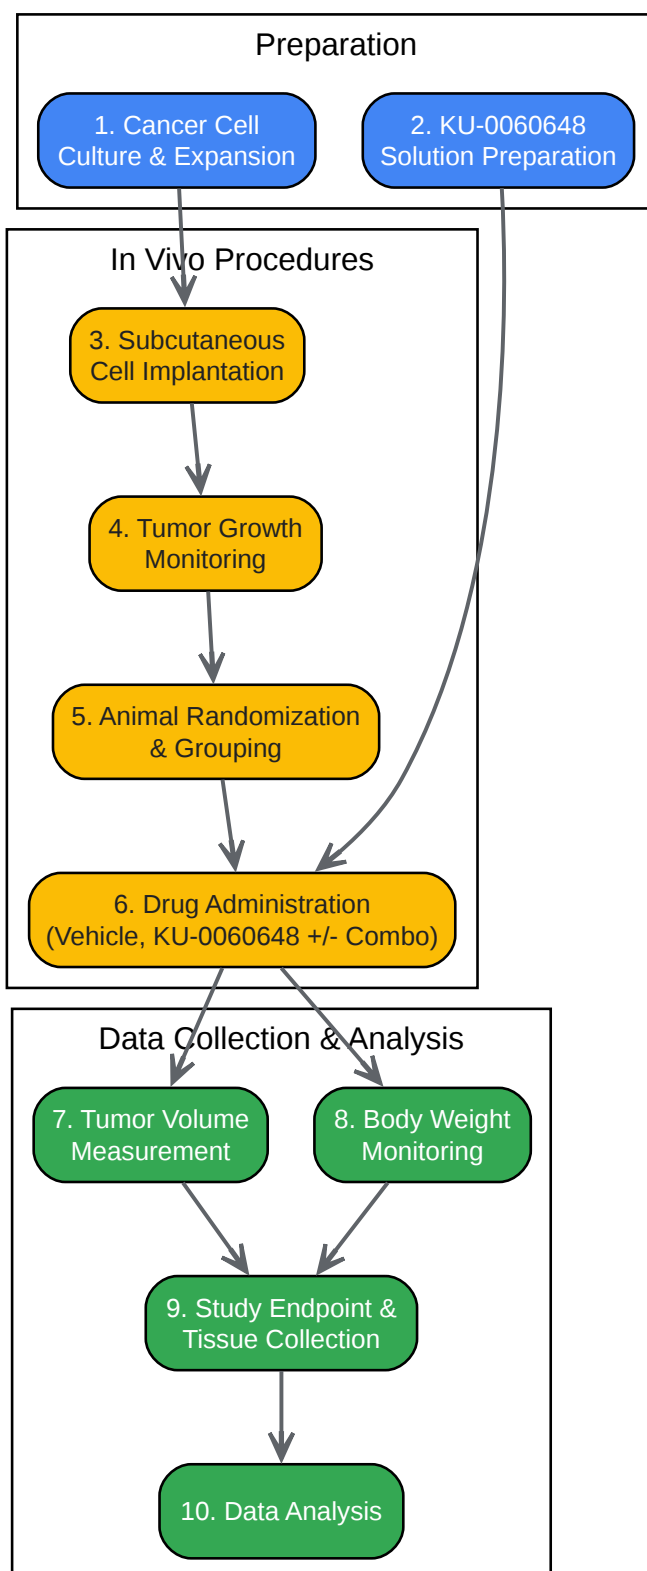 Preparation
1. Cancer Cell
Culture & Expansion
2. KU-0060648
Solution Preparation
In Vivo Procedures
3. Subcutaneous
Cell Implantation
4. Tumor Growth
Monitoring
5. Animal Randomization
& Grouping
6. Drug Administration
(Vehicle, KU-0060648 +/- Combo)
Data Collection & Analysis
7. Tumor Volume
Measurement
8. Body Weight
Monitoring
9. Study Endpoint &
Tissue Collection
10. Data Analysis